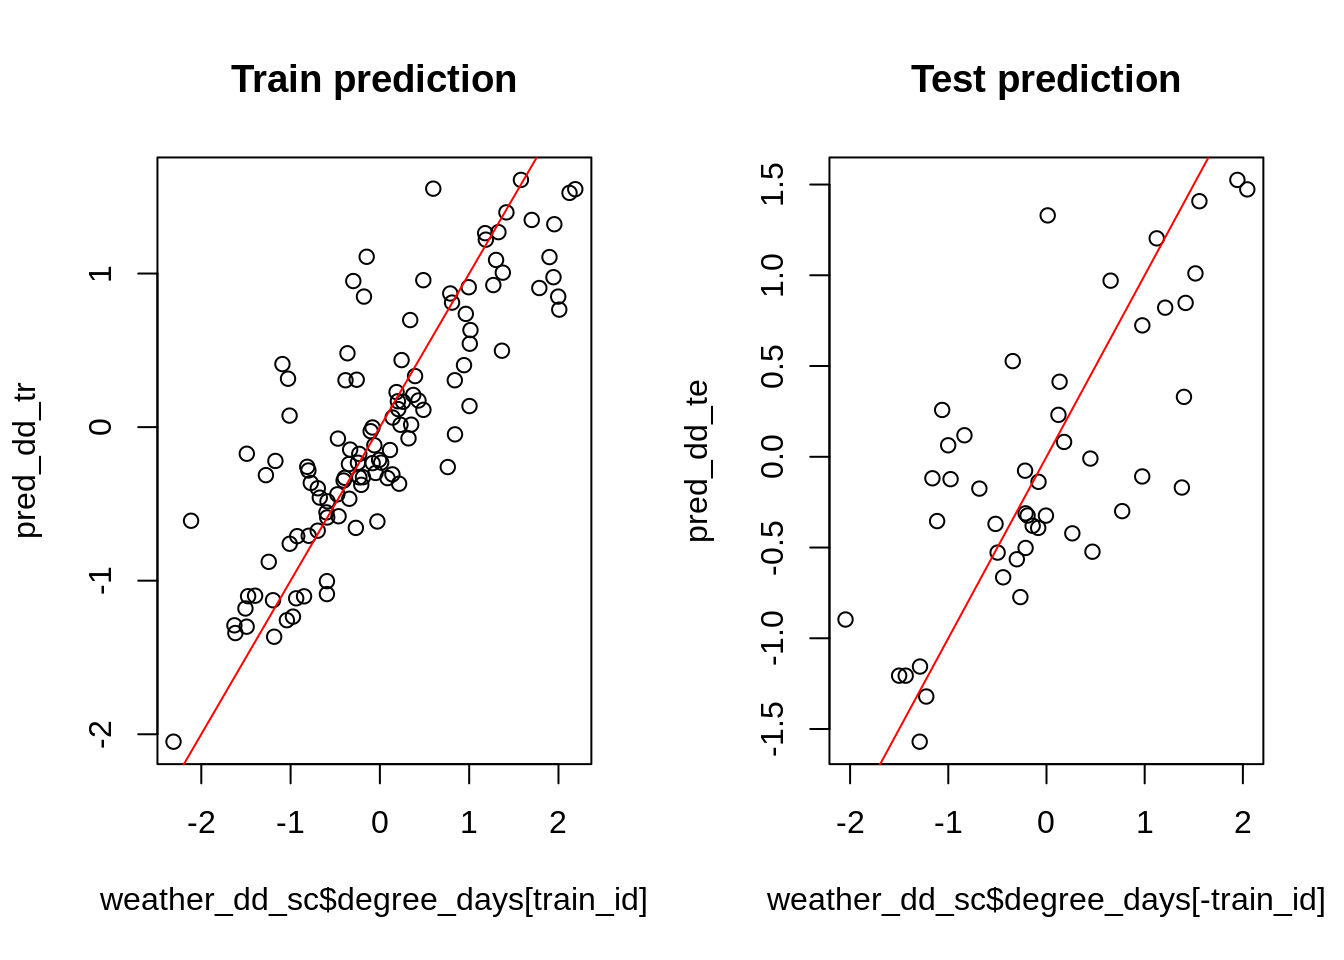 Train prediction
pred_dd_tr
1
0
-1
-2
-2 -1 0 1 2
weather_dd_sc$degree_days[train_id]
Test prediction
pred_dd_te
1.5
1.0
0.5
0.0
-0.5
-1.0
-1.5
-2 -1 0 1 2
weather_dd_sc$degree_days[-train_id]